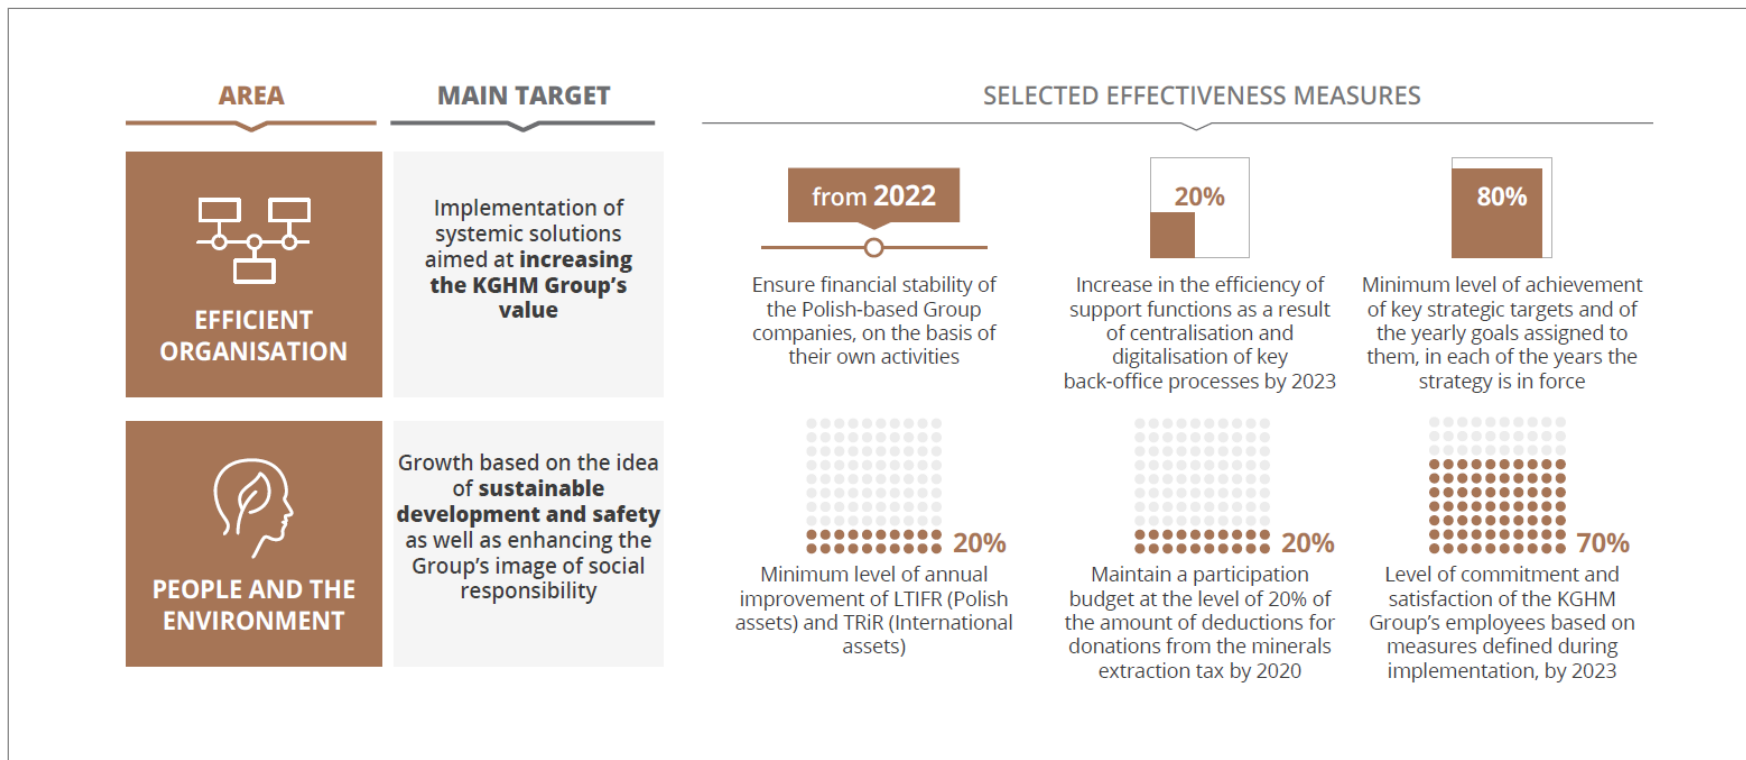 AREA
MAIN TARGET
SELECTED EFFECTIVENESS MEASURES
EFFICIENT
ORGANISATION
Implementation of
systemic solutions
aimed at increasing
the KGHM Group's
value
from 2022
Ensure financial stability of
the Polish-based Group
companies, on the basis of
their own activities
20%
Increase in the efficiency of
support functions as a result
of centralisation and
digitalisation of key
back-office processes by 2023
80%
Minimum level of achievement
of key strategic targets and of
the yearly goals assigned to
them, in each of the years the
strategy is in force
PEOPLE AND THE
ENVIRONMENT
Growth based on the idea
of sustainable
development and safety
as well as enhancing the
Group's image of social
responsibility
20%
Minimum level of annual
improvement of LTIFR (Polish
assets) and TRiR (International
assets)
20%
Maintain a participation
budget at the level of 20% of
the amount of deductions for
donations from the minerals
extraction tax by 2020
70%
Level of commitment and
satisfaction of the KGHM
Group's employees based on
measures defined during
implementation, by 2023